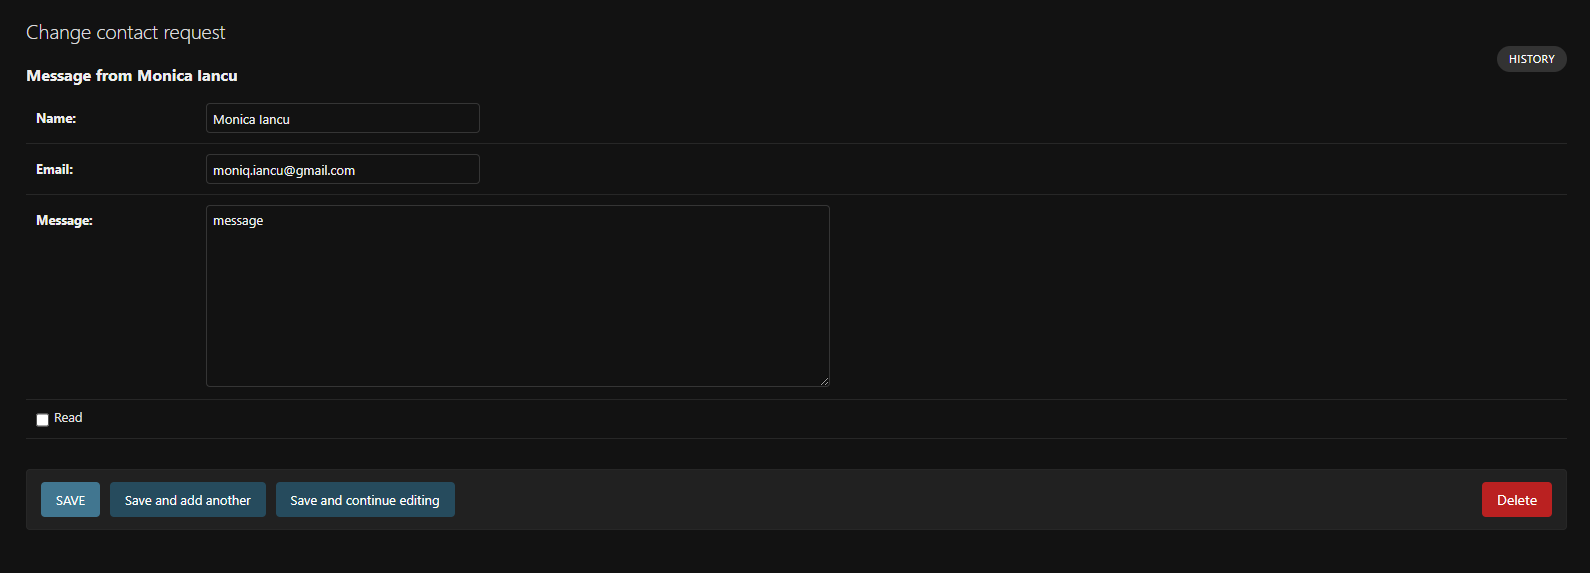 Change contact request
HISTORY
Message from Monica Iancu
Name: Monica Iancu
Email: moniq.iancu@gmail.com
Message: message
Read
SAVE Save and add another Save and continue editing Delete